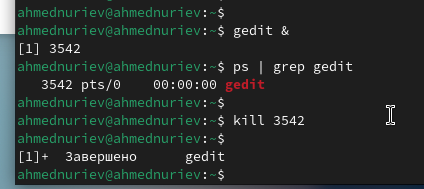 ahmednuriev@ahmednuriev:~$
ahmednuriev@ahmednuriev:~$ gedit &
[1] 3542
ahmednuriev@ahmednuriev:~$ ps | grep gedit
   3542 pts/0    00:00:00 gedit
ahmednuriev@ahmednuriev:~$
ahmednuriev@ahmednuriev:~$ kill 3542
ahmednuriev@ahmednuriev:~$
[1]+  Завершено      gedit
ahmednuriev@ahmednuriev:~$